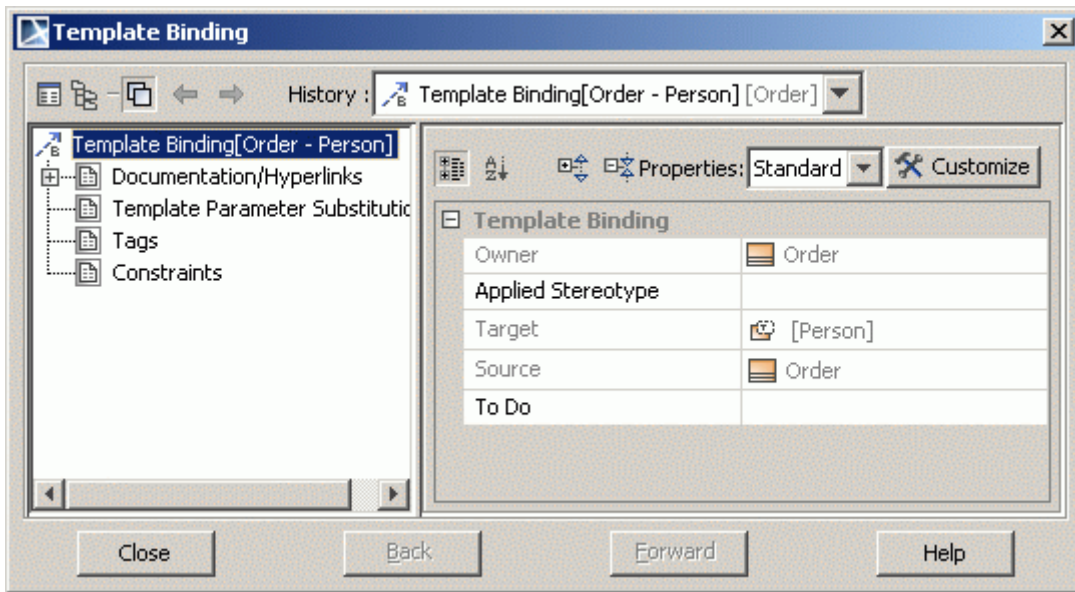 Template Binding
History : Template Binding[Order - Person] [Order]
Template Binding[Order - Person]
Documentation/Hyperlinks
Template Parameter Substitutio
Tags
Constraints
Properties: Standard Customize
Template Binding
Owner Order
Applied Stereotype
Target [Person]
Source Order
To Do
Close Back Forward Help